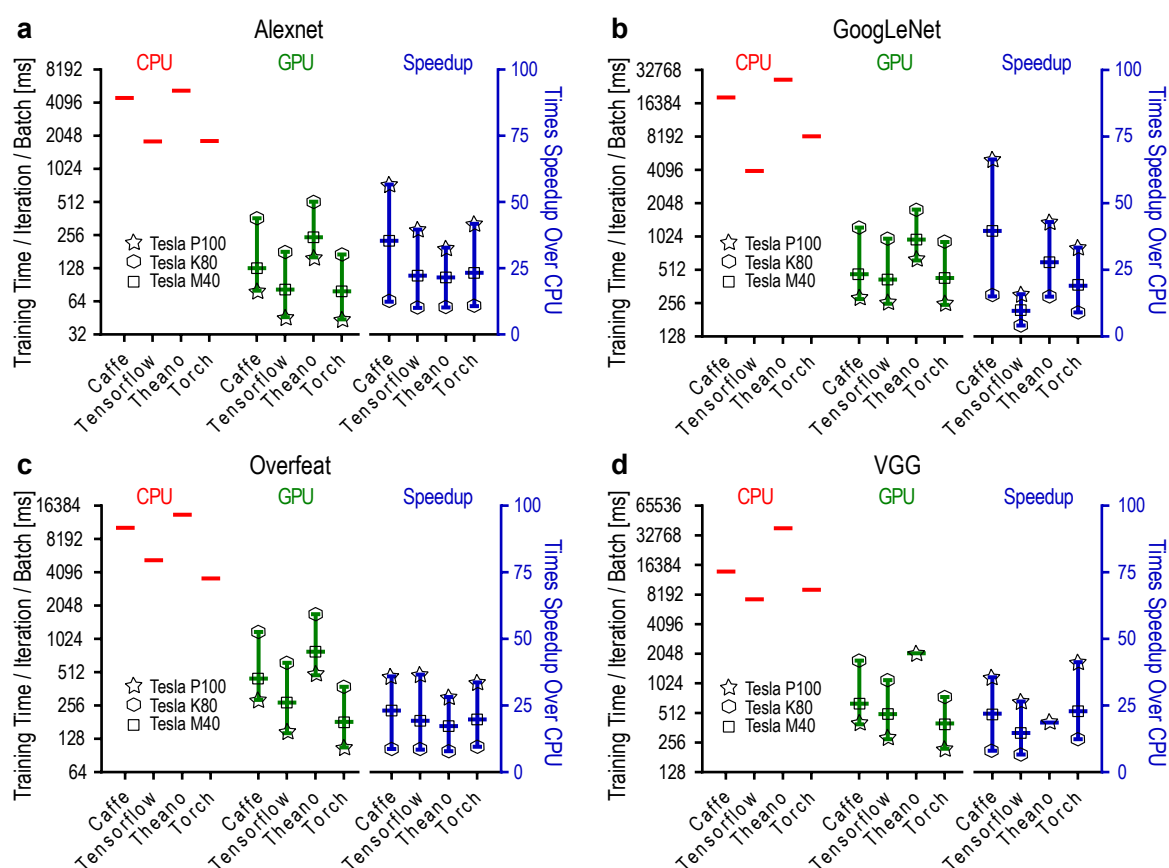 a
Alexnet
CPU
GPU
Speedup
Training Time / Iteration / Batch [ms]
8192
4096
2048
1024
512
256
128
64
32
Tesla P100
Tesla K80
Tesla M40
100
75
50
25
0
Times Speedup Over CPU
Caffe
Tensorflow
Theano
Torch
Caffe
Tensorflow
Theano
Torch
Caffe
Tensorflow
Theano
Torch
b
GoogLeNet
CPU
GPU
Speedup
Training Time / Iteration / Batch [ms]
32768
16384
8192
4096
2048
1024
512
256
128
Tesla P100
Tesla K80
Tesla M40
100
75
50
25
0
Times Speedup Over CPU
Caffe
Tensorflow
Theano
Torch
Caffe
Tensorflow
Theano
Torch
Caffe
Tensorflow
Theano
Torch
c
Overfeat
CPU
GPU
Speedup
Training Time / Iteration / Batch [ms]
16384
8192
4096
2048
1024
512
256
128
64
Tesla P100
Tesla K80
Tesla M40
100
75
50
25
0
Times Speedup Over CPU
Caffe
Tensorflow
Theano
Torch
Caffe
Tensorflow
Theano
Torch
Caffe
Tensorflow
Theano
Torch
d
VGG
CPU
GPU
Speedup
Training Time / Iteration / Batch [ms]
65536
32768
16384
8192
4096
2048
1024
512
256
128
Tesla P100
Tesla K80
Tesla M40
100
75
50
25
0
Times Speedup Over CPU
Caffe
Tensorflow
Theano
Torch
Caffe
Tensorflow
Theano
Torch
Caffe
Tensorflow
Theano
Torch